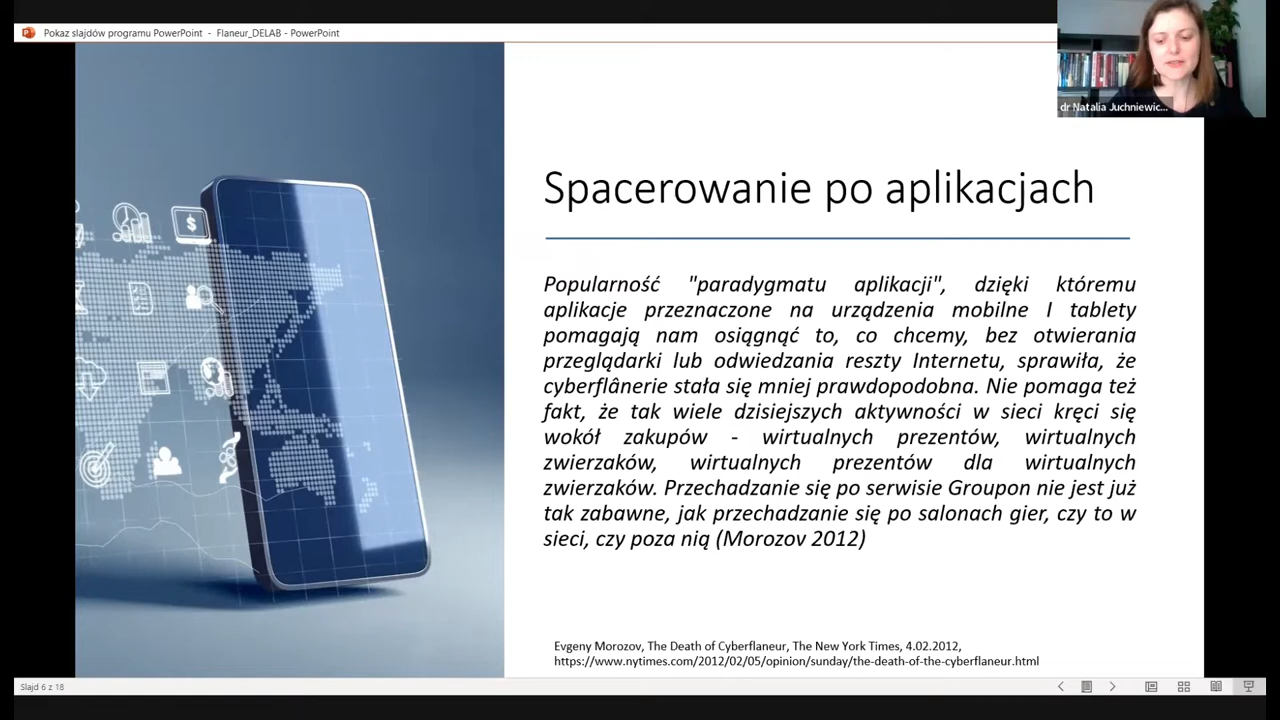 Pokaz slajdów programu PowerPoint - Flaneur_DELAB - PowerPoint
dr Natalia Juchniewic...
Spacerowanie po aplikacjach
Popularność "paradygmatu aplikacji", dzięki któremu
aplikacje przeznaczone na urządzenia mobilne I tablety
pomagają nam osiągnąć to, co chcemy, bez otwierania
przeglądarki lub odwiedzania reszty Internetu, sprawiła, że
cyberflânerie stała się mniej prawdopodobna. Nie pomaga też
fakt, że tak wiele dzisiejszych aktywności w sieci kręci się
wokół zakupów - wirtualnych prezentów, wirtualnych
zwierzaków, wirtualnych prezentów dla wirtualnych
zwierzaków. Przechadzanie się po serwisie Groupon nie jest już
tak zabawne, jak przechadzanie się po salonach gier, czy to w
sieci, czy poza nią (Morozov 2012)
Evgeny Morozov, The Death of Cyberflaneur, The New York Times, 4.02.2012,
https://www.nytimes.com/2012/02/05/opinion/sunday/the-death-of-the-cyberflaneur.html
Slajd 6 z 18